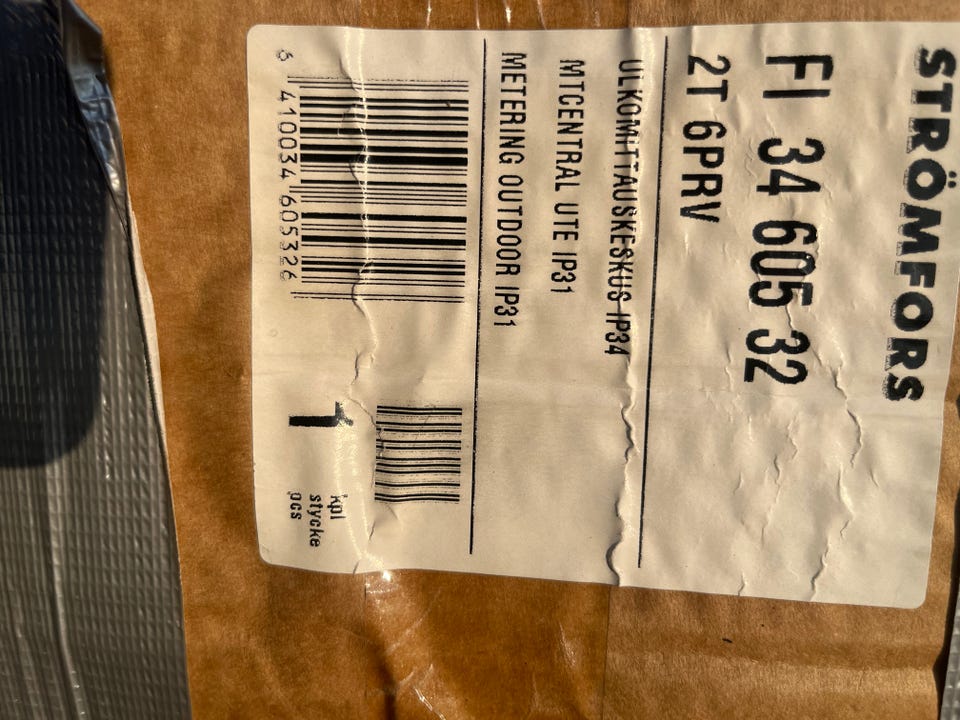 STRÖMFORS
FI 34 605 32
2T 6PRV
ULKOMITTAUSKESKUS IP34
MTCENTRAL UTE IP31
METERING OUTDOOR IP31
6 410034 605326
1
kpl
stycke
pcs